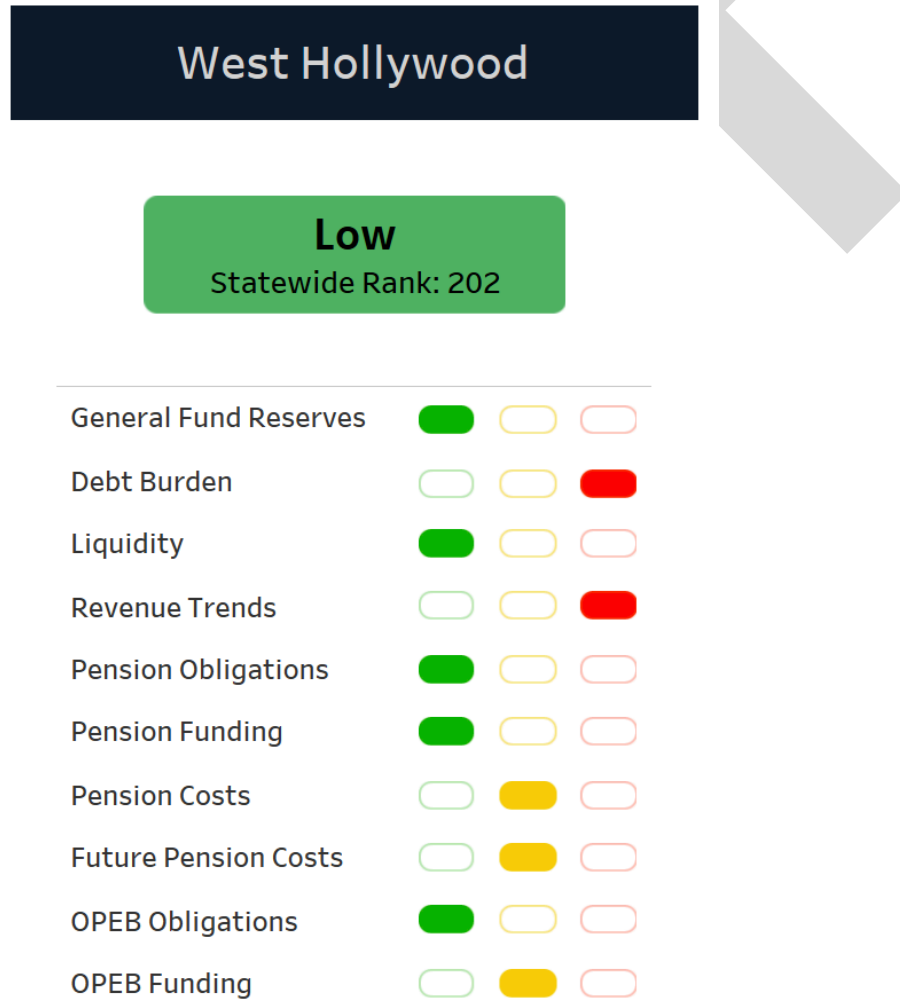 West Hollywood
Low
Statewide Rank: 202
General Fund Reserves
Debt Burden
Liquidity
Revenue Trends
Pension Obligations
Pension Funding
Pension Costs
Future Pension Costs
OPEB Obligations
OPEB Funding